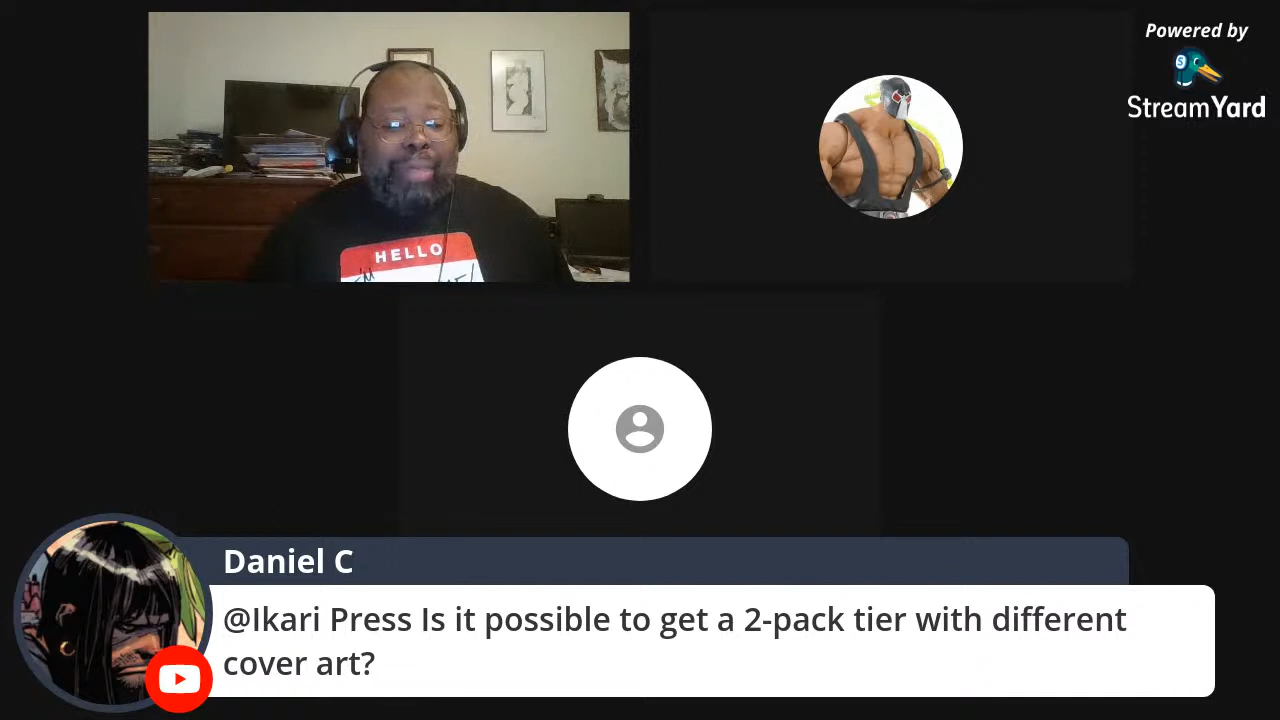 Powered by
StreamYard
HELLO
Daniel C
@Ikari Press Is it possible to get a 2-pack tier with different
cover art?